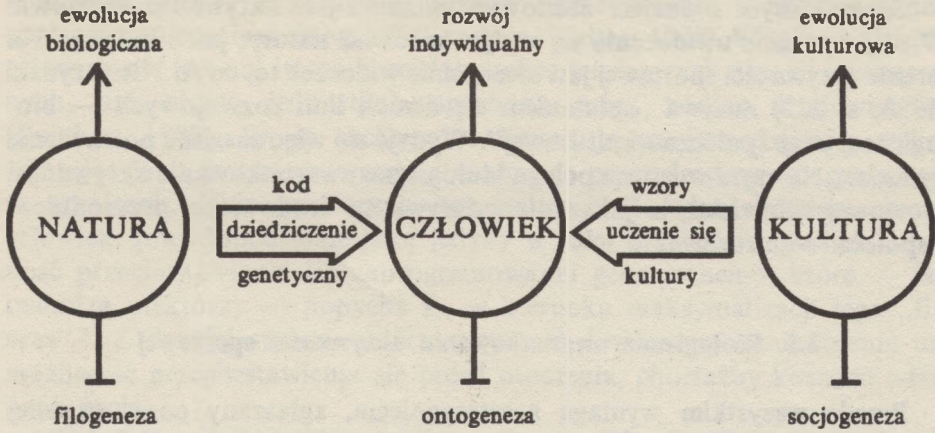 ewolucja
biologiczna
rozwój
indywidualny
ewolucja
kulturowa
NATURA
kod
dziedziczenie
genetyczny
CZŁOWIEK
wzory
uczenie się
kultury
KULTURA
filogeneza
ontogeneza
socjogeneza